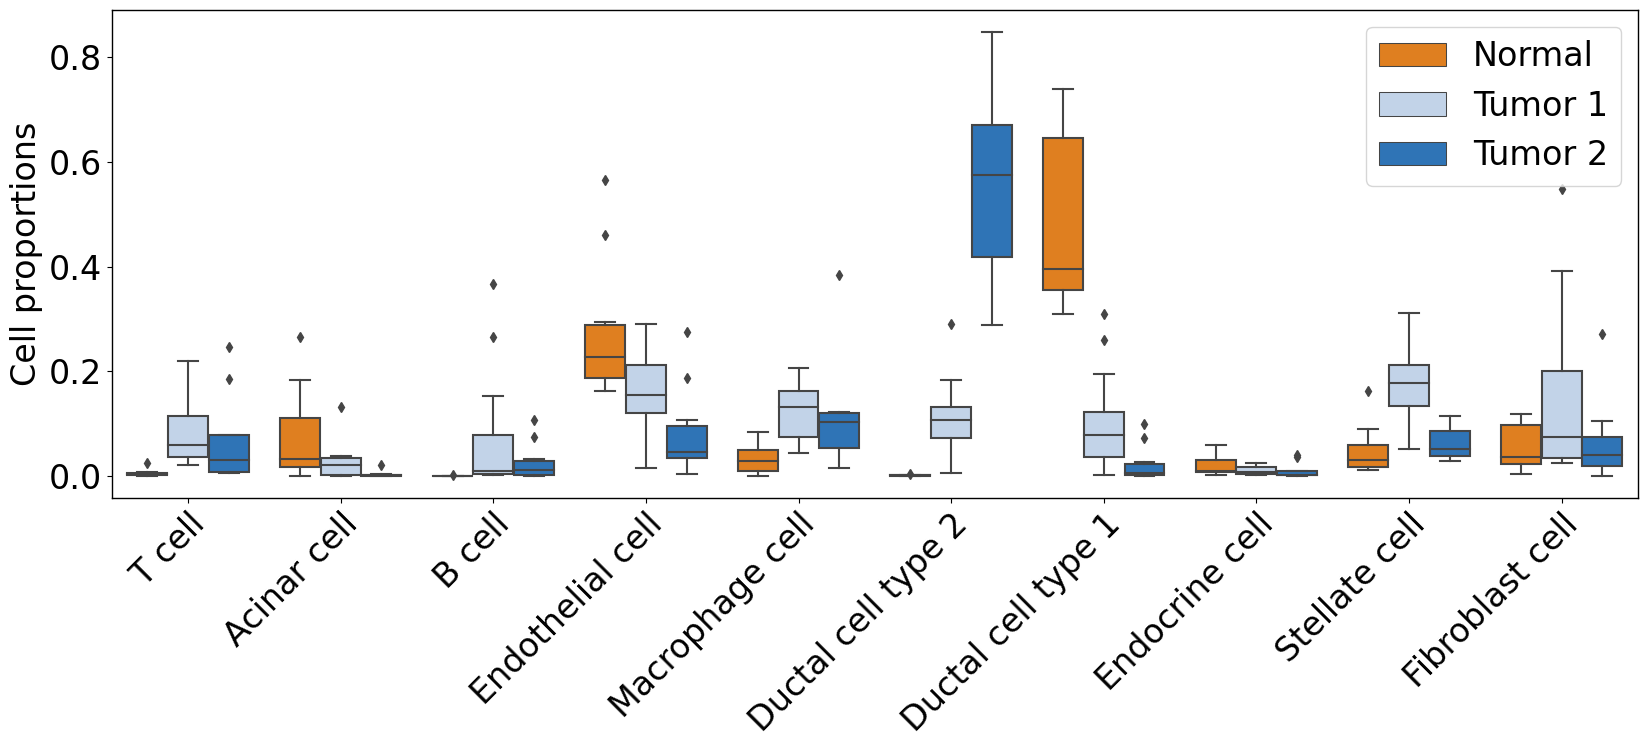 Cell proportions
0.8
0.6
0.4
0.2
0.0
Normal
Tumor 1
Tumor 2
T cell
Acinar cell
B cell
Endothelial cell
Macrophage cell
Ductal cell type 2
Ductal cell type 1
Endocrine cell
Stellate cell
Fibroblast cell